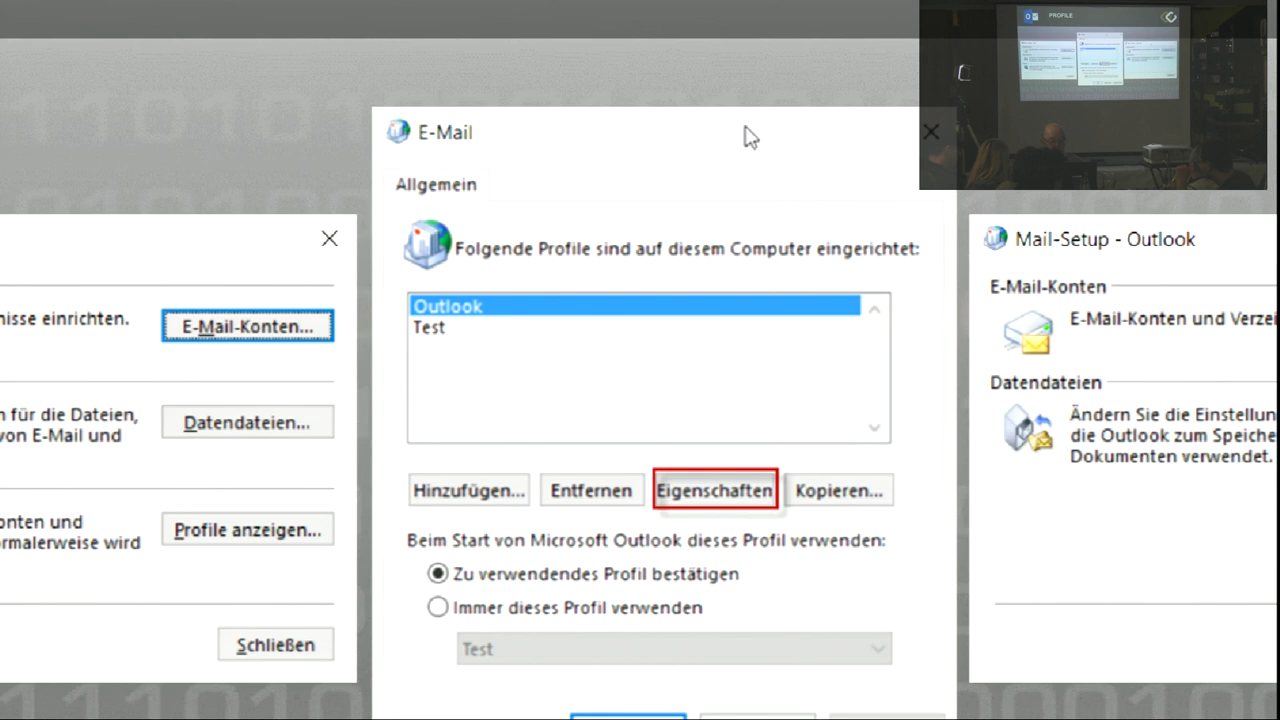 PROFILE
E-Mail
Allgemein
Folgende Profile sind auf diesem Computer eingerichtet:
Outlook
Test
Hinzufügen...
Entfernen
Eigenschaften
Kopieren...
Beim Start von Microsoft Outlook dieses Profil verwenden:
Zu verwendendes Profil bestätigen
Immer dieses Profil verwenden
Test
nisse einrichten.
E-Mail-Konten...
n für die Dateien,
von E-Mail und
Datendateien...
onten und
ormalerweise wird
Profile anzeigen...
Schließen
Mail-Setup - Outlook
E-Mail-Konten
E-Mail-Konten und Verzei
Datendateien
Ändern Sie die Einstellun
die Outlook zum Speiche
Dokumenten verwendet.